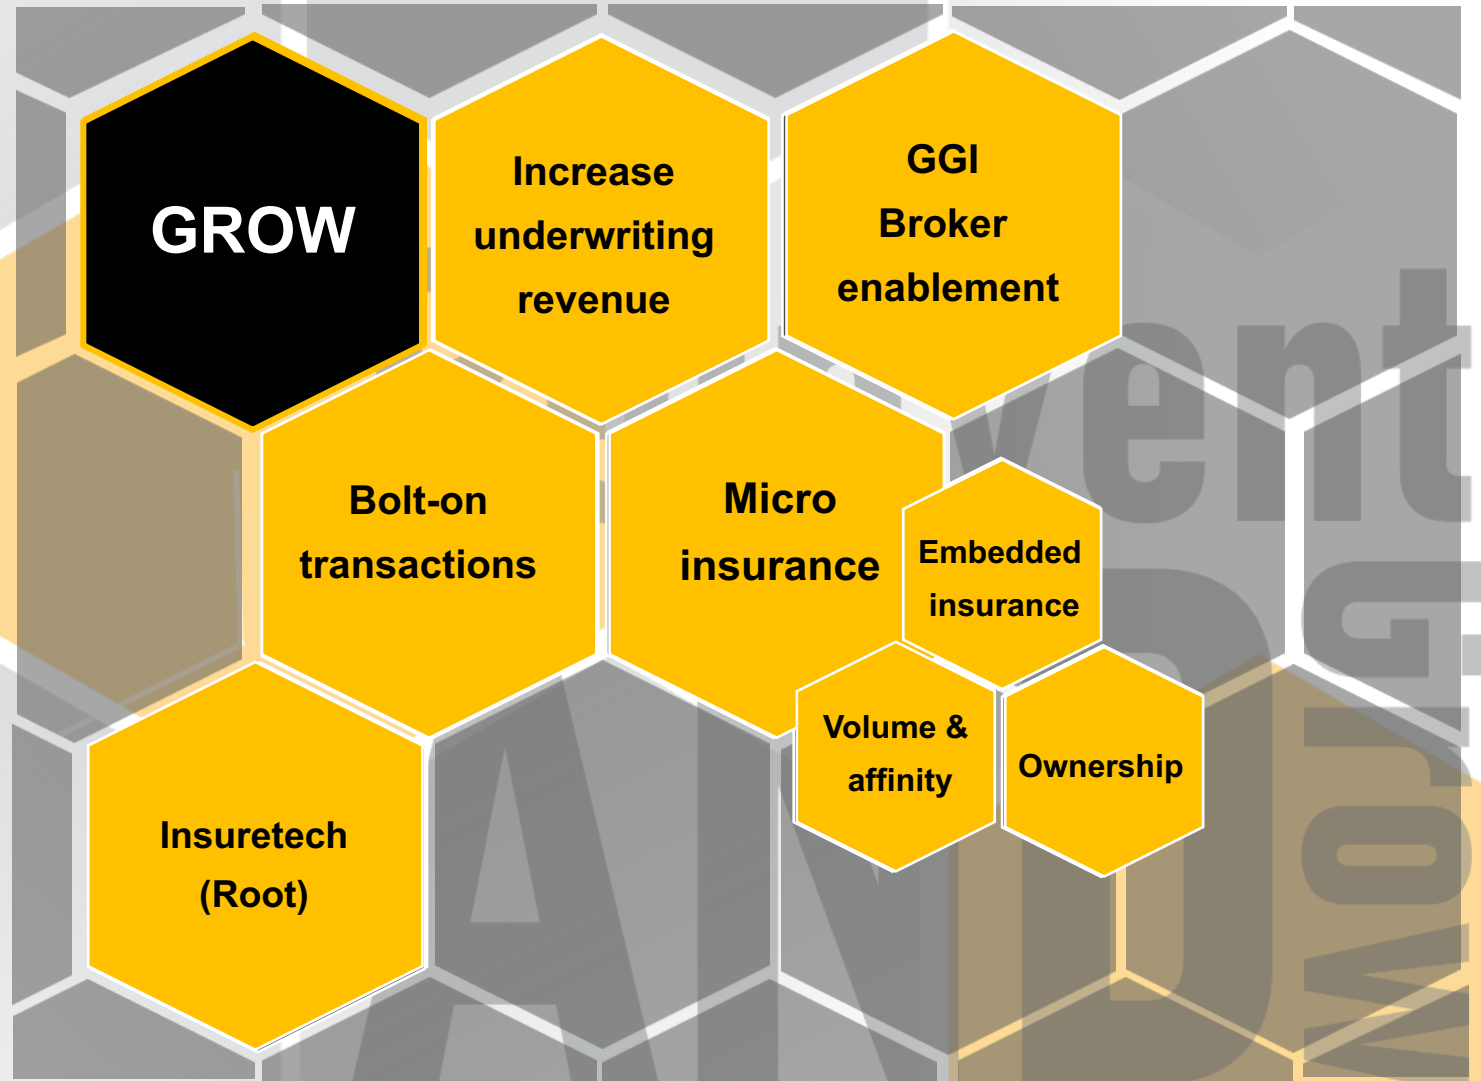 GROW
Increase
underwriting
revenue
GGI
Broker
enablement
Bolt-on
transactions
Micro
insurance
Embedded
insurance
Volume &
affinity
Ownership
Insuretech
(Root)
AND